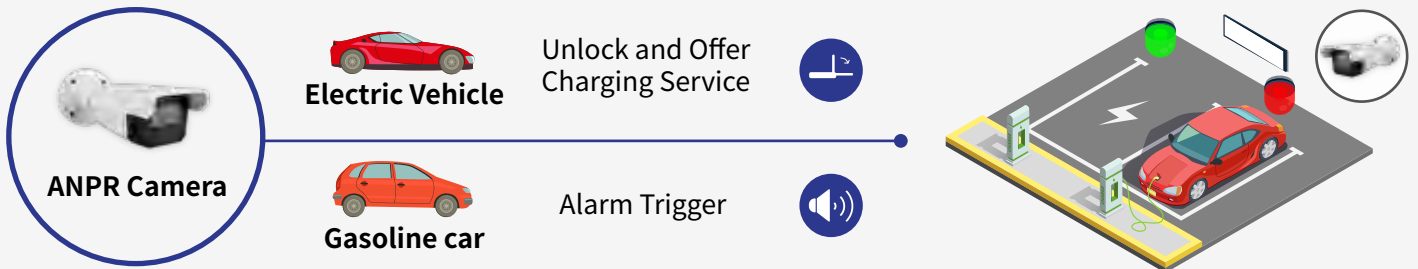 ANPR Camera
Electric Vehicle
Unlock and Offer
Charging Service
Gasoline car
Alarm Trigger